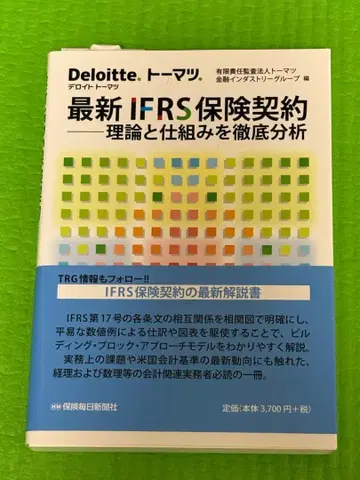 Deloitte. トーマツ®
デロイト トーマツ
有限責任監査法人トーマツ
金融インダストリーグループ 編
最新 IFRS 保険契約
――理論と仕組みを徹底分析
TRG情報もフォロー!!
IFRS保険契約の最新解説書
IFRS第17号の各条文の相互関係を相関図で明確にし、
平易な数値例による仕訳や図表を駆使することで、ビル
ディング・ブロック・アプローチモデルをわかりやすく解説。
実務上の課題や米国会計基準の最新動向にも触れた、
経理および数理等の会計関連実務者必読の一冊。
保険毎日新聞社
定価(本体3,700円+税)